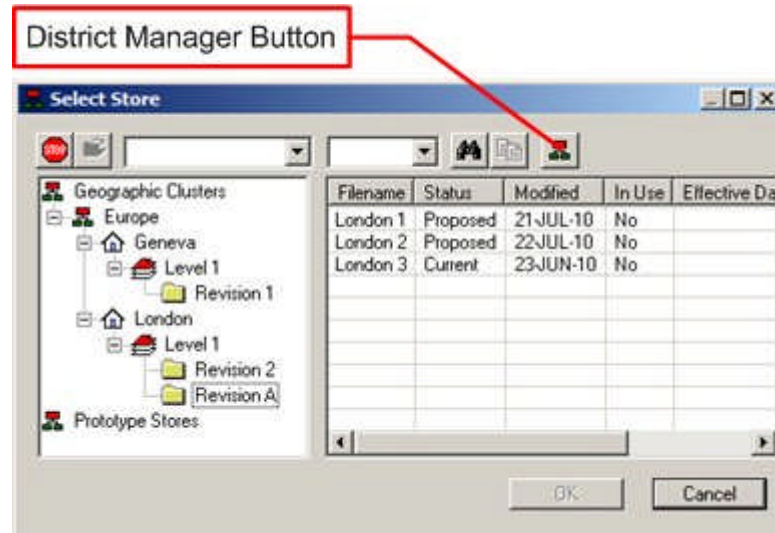 District Manager Button
Select Store
STOP
Geographic Clusters
Europe
Geneva
Level 1
Revision 1
London
Level 1
Revision 2
Revision A
Prototype Stores
Filename Status Modified In Use Effective Da
London 1 Proposed 21-JUL-10 No
London 2 Proposed 22-JUL-10 No
London 3 Current 23-JUN-10 No
OK Cancel